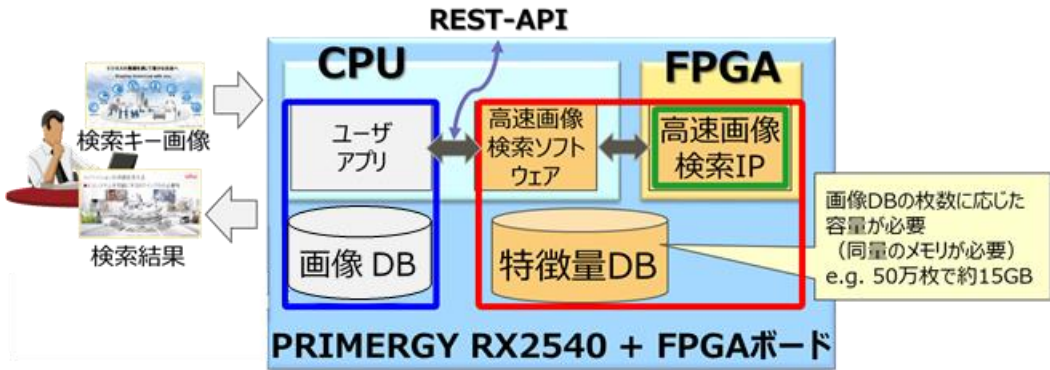 REST-API
CPU
FPGA
検索キー画像
検索結果
ユーザ
アプリ
高速画像
検索ソフト
ウェア
高速画像
検索IP
画像 DB
特徴量DB
画像DBの枚数に応じた
容量が必要
（同量のメモリが必要）
e.g. 50万枚で約15GB
PRIMERGY RX2540 + FPGAボード